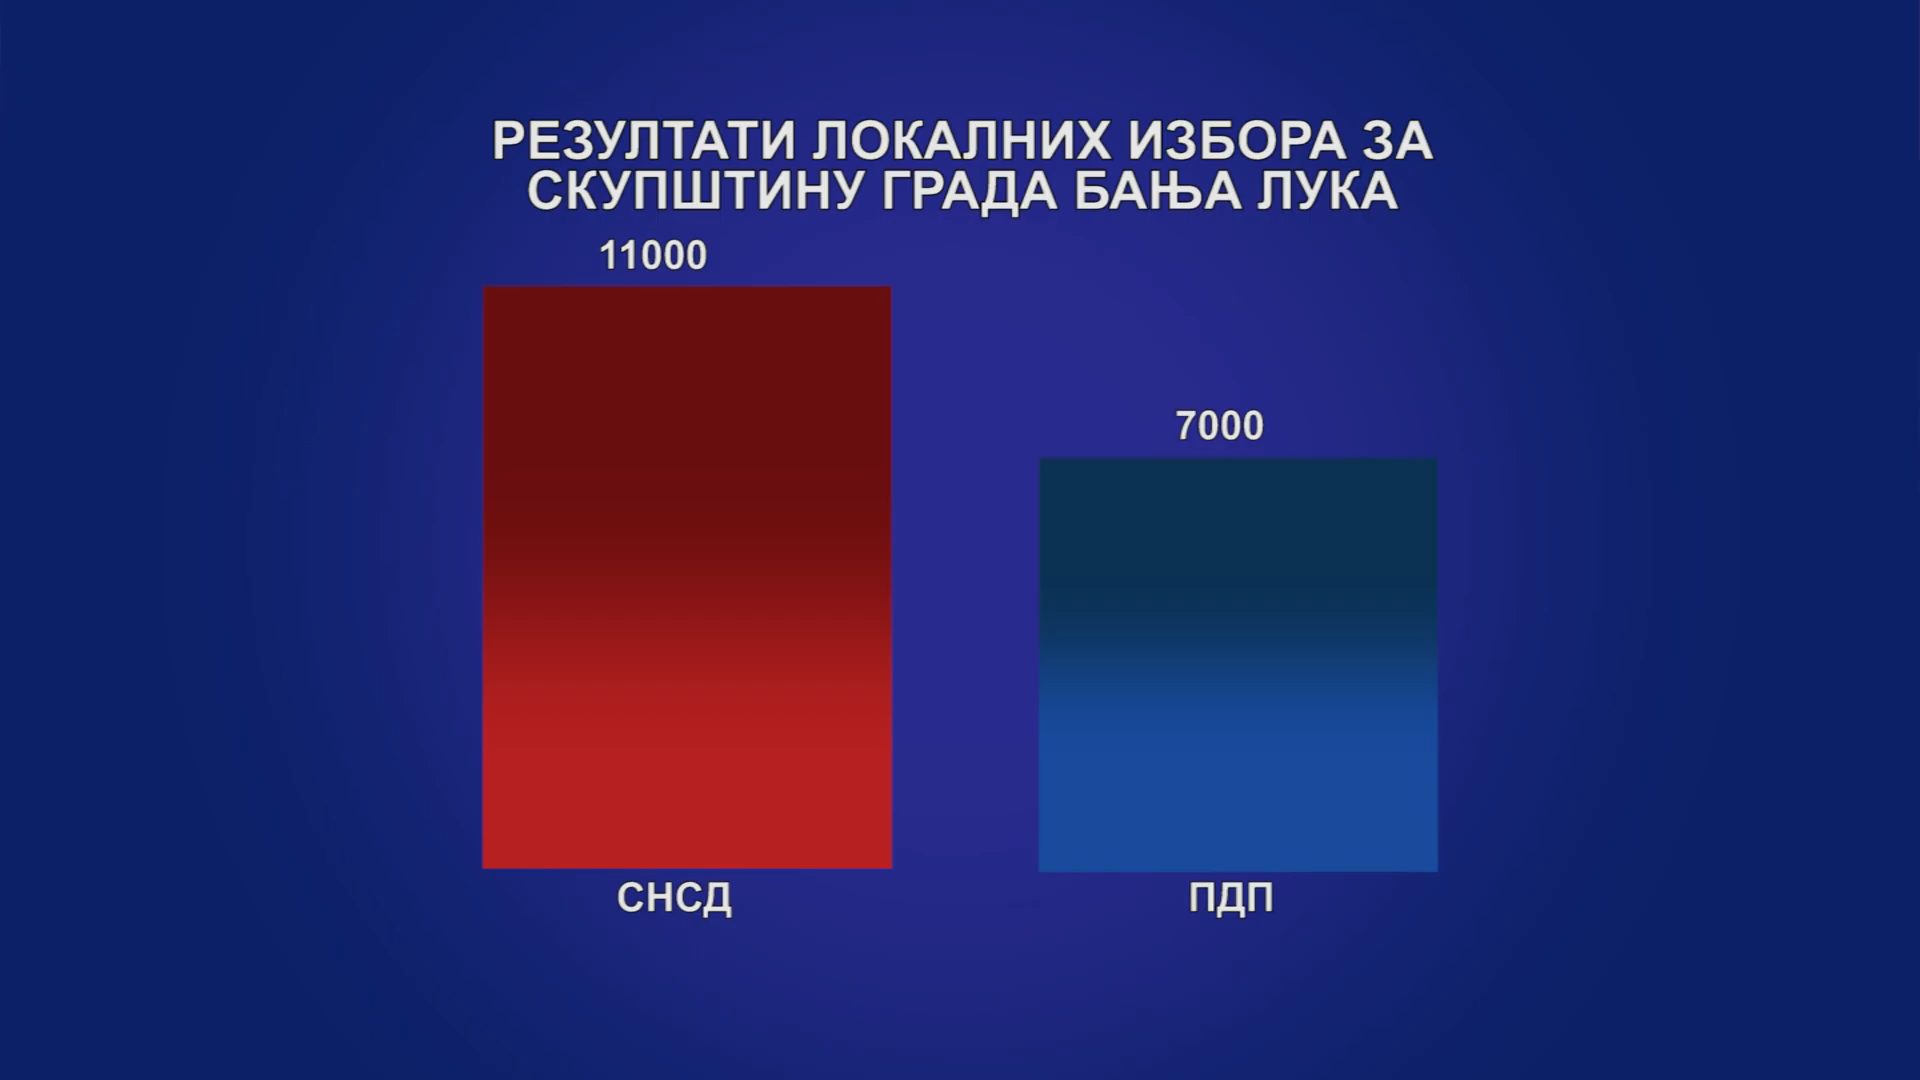 РЕЗУЛТАТИ ЛОКАЛНИХ ИЗБОРА ЗА
СКУПШТИНУ ГРАДА БАЊА ЛУКА
11000
7000
СНСД
ПДП